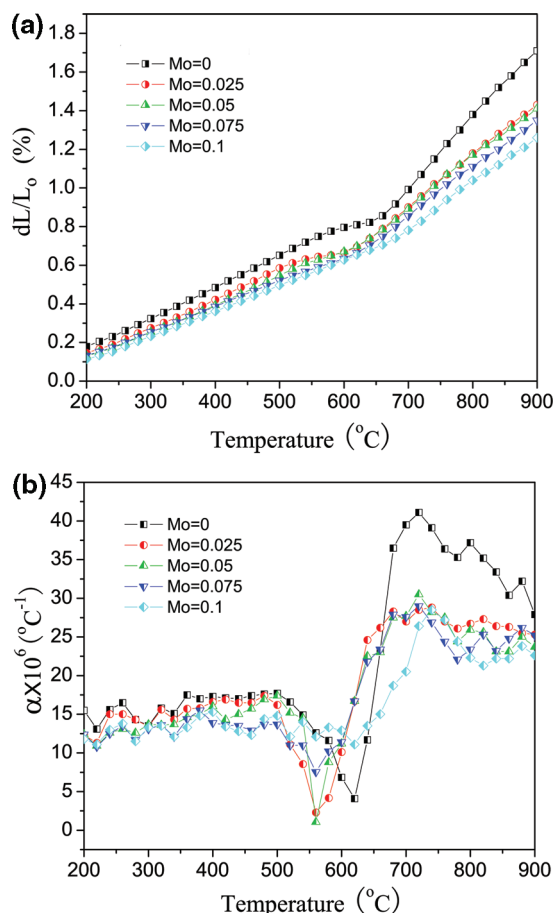 (a)
1.8
1.6
1.4
1.2
1.0
0.8
0.6
0.4
0.2
0.0
dL/Lₒ (%)
Mo=0
Mo=0.025
Mo=0.05
Mo=0.075
Mo=0.1
200 300 400 500 600 700 800 900
Temperature (°C)
(b)
45
40
35
30
25
20
15
10
5
0
αX10⁶ (°C⁻¹)
Mo=0
Mo=0.025
Mo=0.05
Mo=0.075
Mo=0.1
200 300 400 500 600 700 800 900
Temperature (°C)